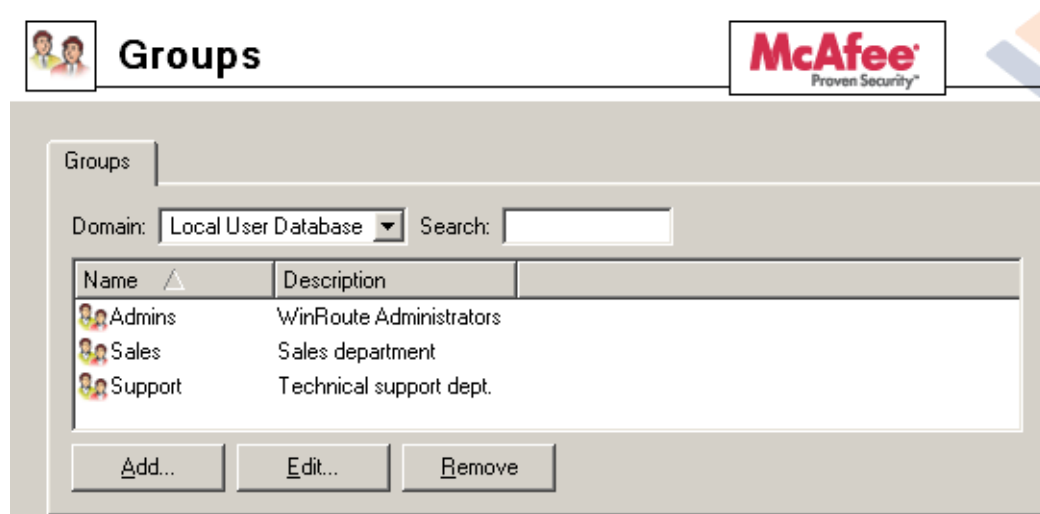 Groups
McAfee®
Proven Security™
Groups
Domain: Local User Database Search:
Name Description
Admins WinRoute Administrators
Sales Sales department
Support Technical support dept.
Add... Edit... Remove